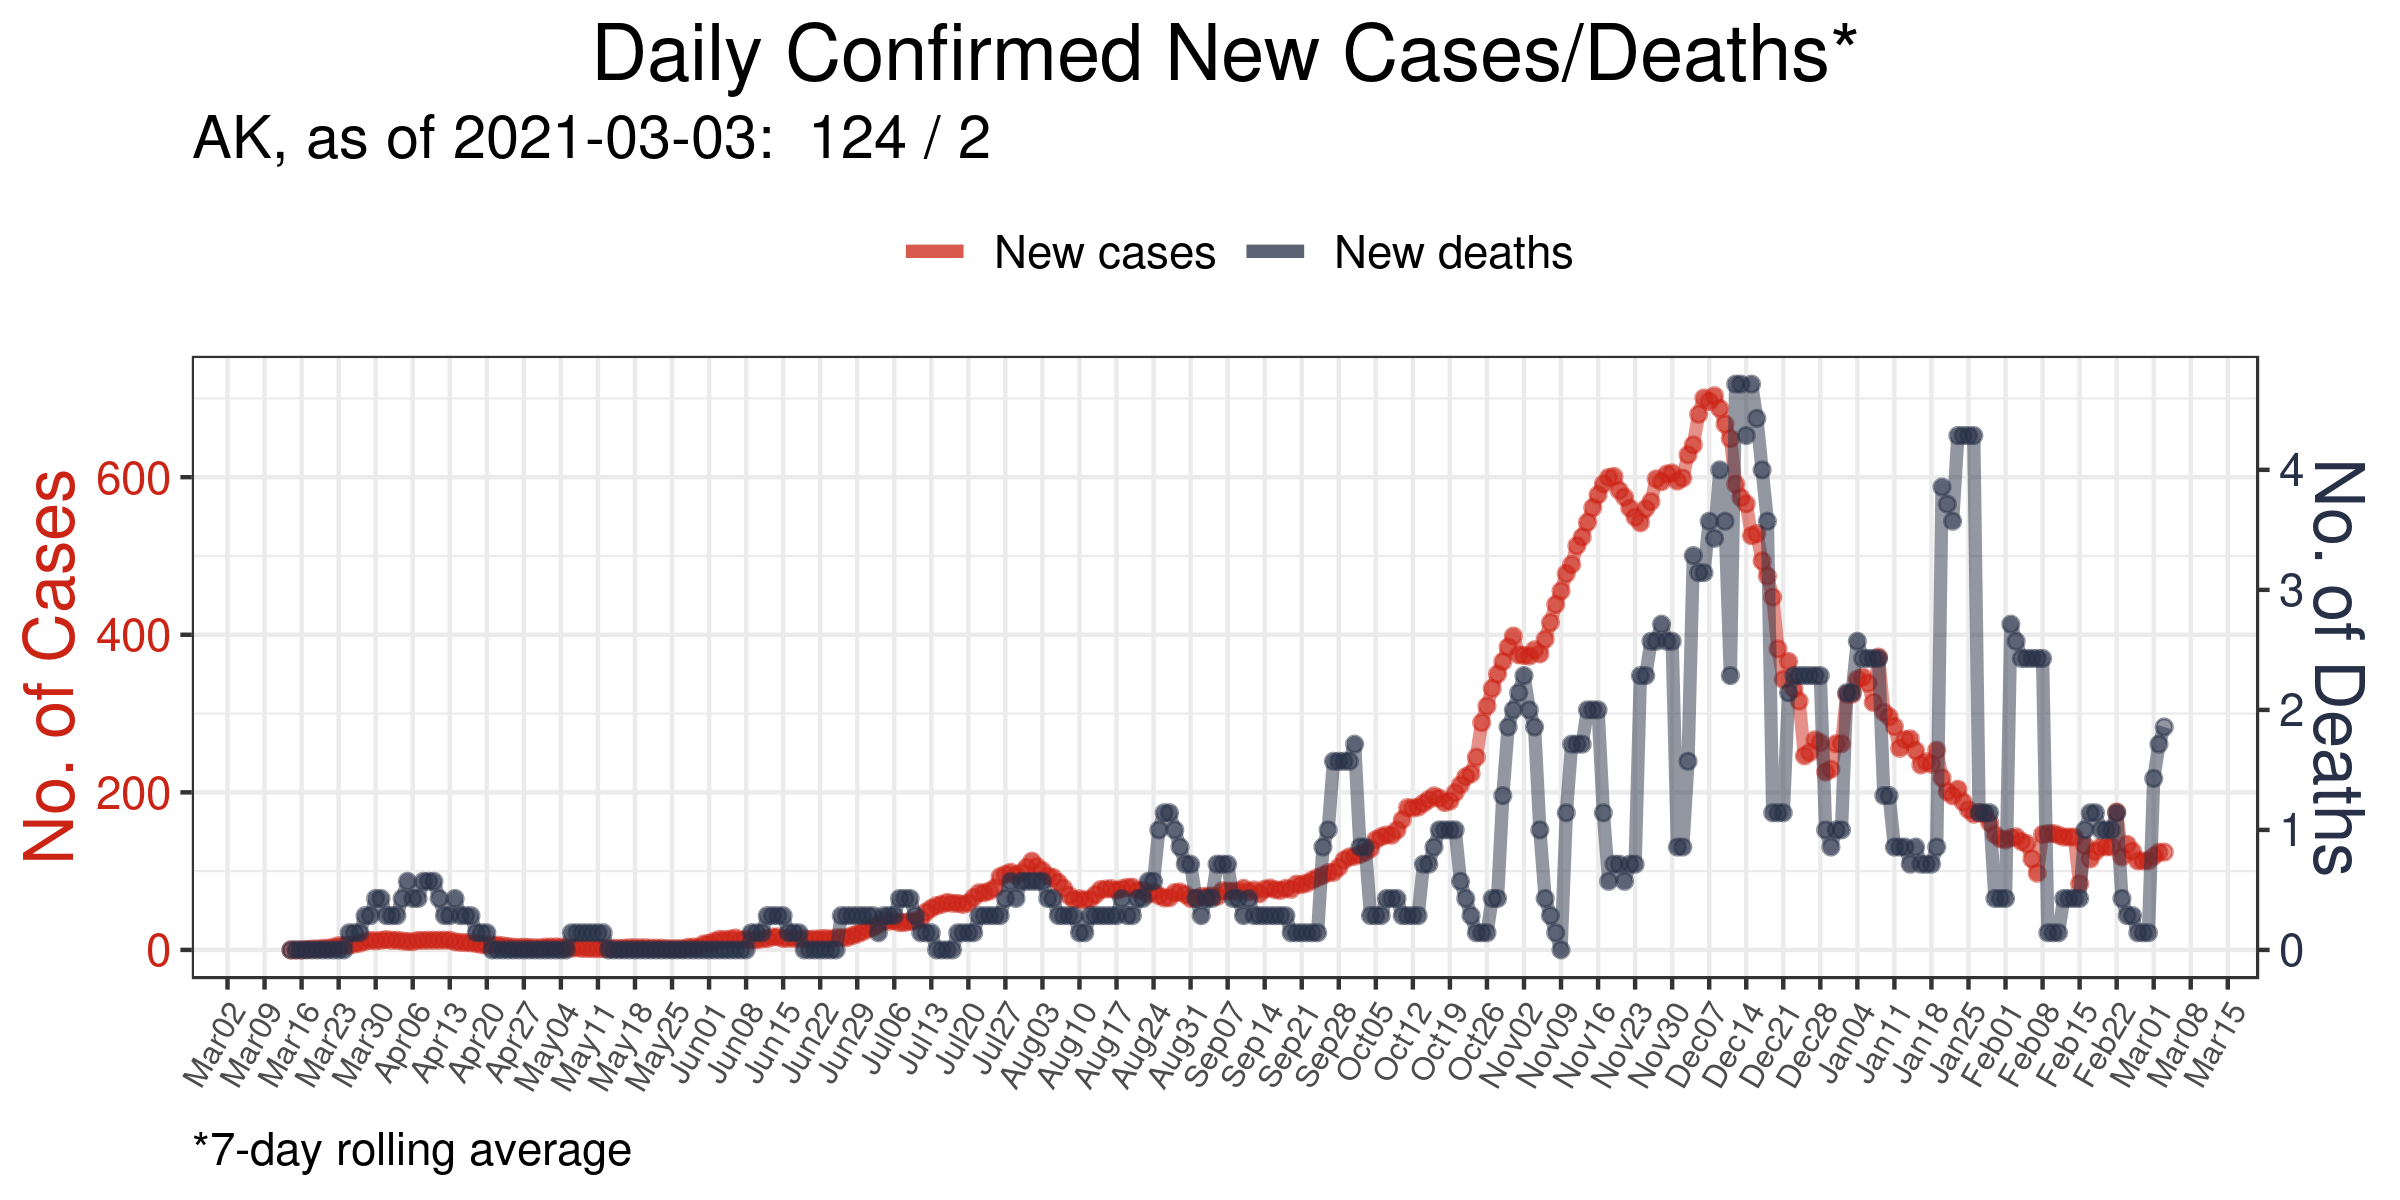 Daily Confirmed New Cases/Deaths*
AK, as of 2021-03-03:  124 / 2
New cases New deaths
No. of Cases
600
400
200
0
4
3
2
1
0
No. of Deaths
Mar02 Mar09 Mar16 Mar23 Mar30 Apr06 Apr13 Apr20 Apr27 May04 May11 May18 May25 Jun01 Jun08 Jun15 Jun22 Jun29 Jul06 Jul13 Jul20 Jul27 Aug03 Aug10 Aug17 Aug24 Aug31 Sep07 Sep14 Sep21 Sep28 Oct05 Oct12 Oct19 Oct26 Nov02 Nov09 Nov16 Nov23 Nov30 Dec07 Dec14 Dec21 Dec28 Jan04 Jan11 Jan18 Jan25 Feb01 Feb08 Feb15 Feb22 Mar01 Mar08 Mar15
*7-day rolling average